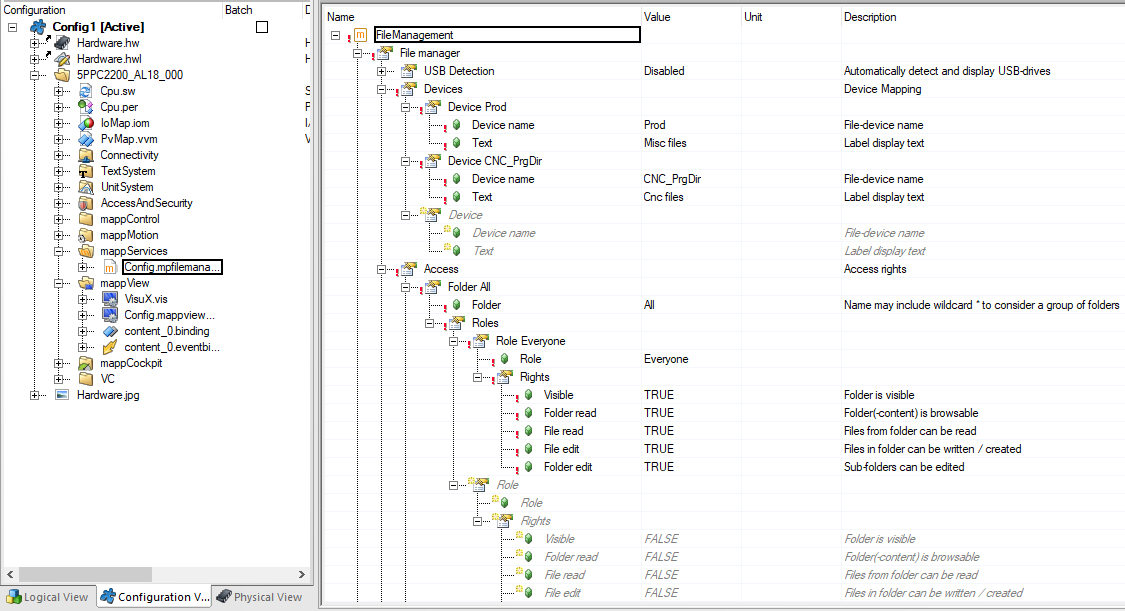 Configuration Batch D
Config1 [Active]
Hardware.hw H
Hardware.hwl H
5PPC2200_AL18_000
Cpu.sw S
Cpu.per F
IoMap.iom I/
PvMap.vvm V
Connectivity
TextSystem
UnitSystem
AccessAndSecurity
mappControl
mappMotion
mappServices
Config.mpfilemana...
mappView
VisuX.vis
Config.mappview...
content_0.binding
content_0.eventbi...
mappCockpit
VC
Hardware.jpg
Logical View Configuration V... Physical View
Name Value Unit Description
FileManagement
File manager
USB Detection Disabled Automatically detect and display USB-drives
Devices Device Mapping
Device Prod
Device name Prod File-device name
Text Misc files Label display text
Device CNC_PrgDir
Device name CNC_PrgDir File-device name
Text Cnc files Label display text
Device
Device name File-device name
Text Label display text
Access Access rights
Folder All
Folder All Name may include wildcard * to consider a group of folders
Roles
Role Everyone
Role Everyone
Rights
Visible TRUE Folder is visible
Folder read TRUE Folder(-content) is browsable
File read TRUE Files from folder can be read
File edit TRUE Files in folder can be written / created
Folder edit TRUE Sub-folders can be edited
Role
Role
Rights
Visible FALSE Folder is visible
Folder read FALSE Folder(-content) is browsable
File read FALSE Files from folder can be read
File edit FALSE Files in folder can be written / created